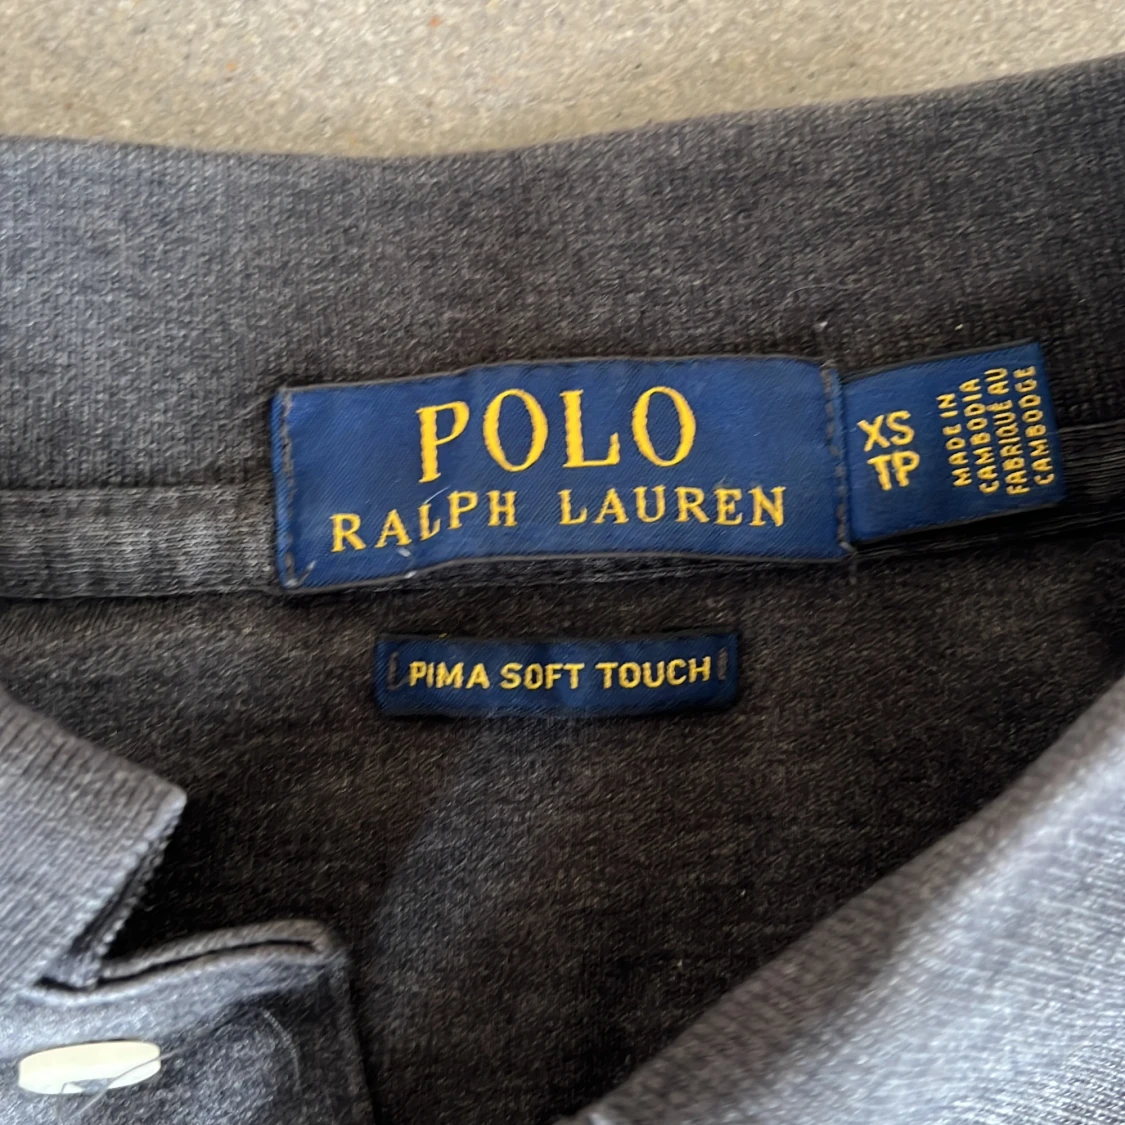 POLO
RALPH LAUREN
XS
TP
MADE IN
CAMBODIA
FABRIQUÉ AU
CAMBODGE
PIMA SOFT TOUCH